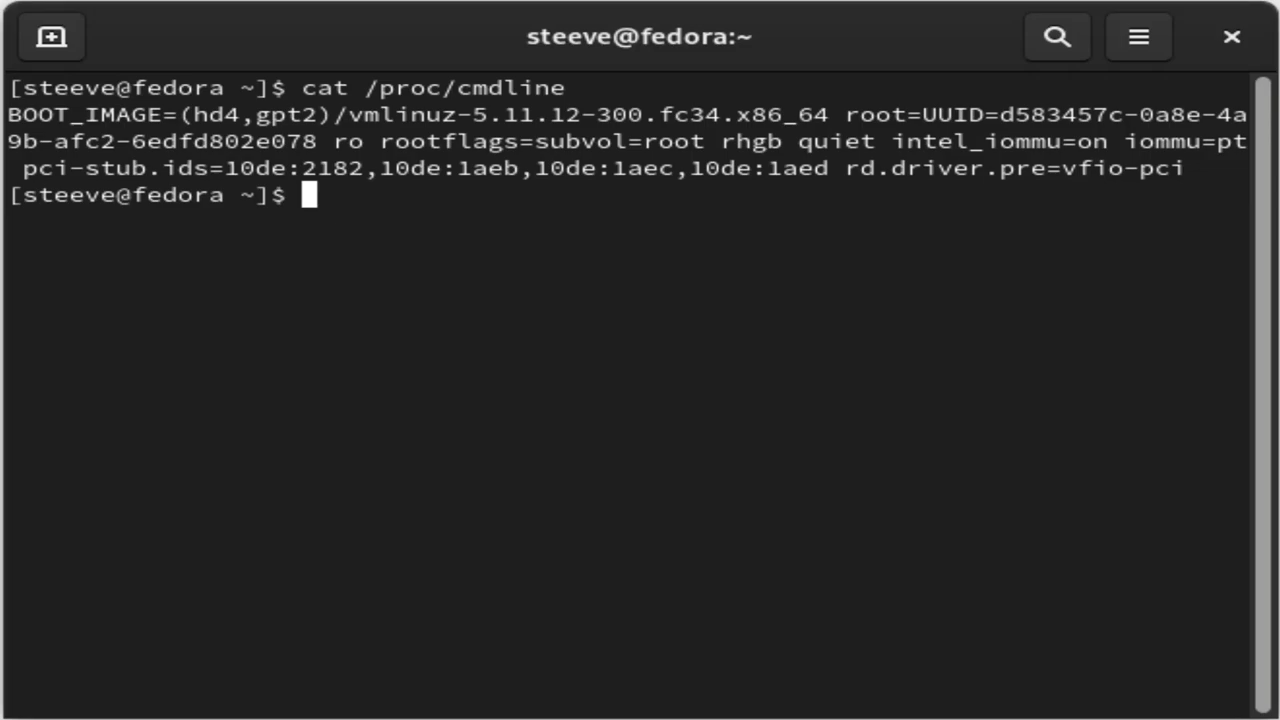 steeve@fedora:~
[steeve@fedora ~]$ cat /proc/cmdline
BOOT_IMAGE=(hd4,gpt2)/vmlinuz-5.11.12-300.fc34.x86_64 root=UUID=d583457c-0a8e-4a
9b-afc2-6edfd802e078 ro rootflags=subvol=root rhgb quiet intel_iommu=on iommu=pt
 pci-stub.ids=10de:2182,10de:1aeb,10de:1aec,10de:1aed rd.driver.pre=vfio-pci
[steeve@fedora ~]$